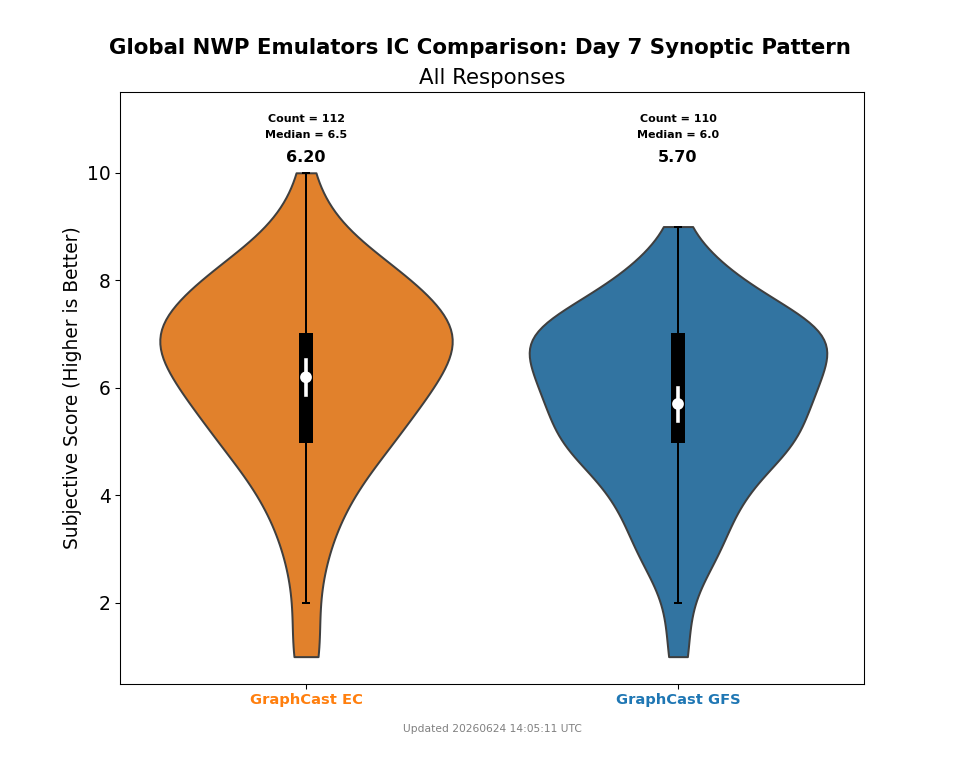 Global NWP Emulators IC Comparison: Day 7 Synoptic Pattern
All Responses
Count = 112
Median = 6.5
6.20
Count = 110
Median = 6.0
5.70
Subjective Score (Higher is Better)
10
8
6
4
2
GraphCast EC
GraphCast GFS
Updated 20260624 14:05:11 UTC